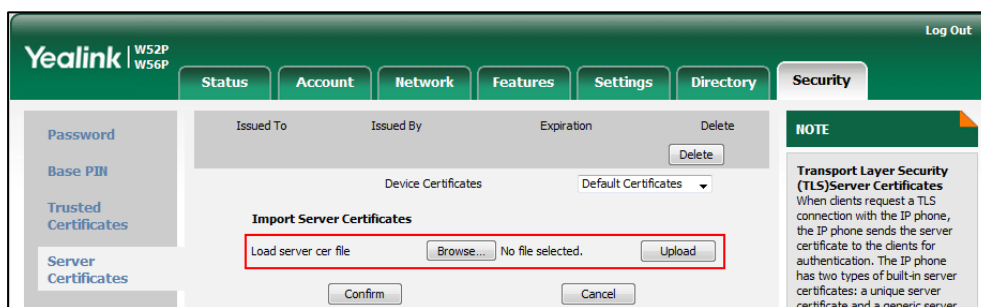 Log Out
Yealink | W52P
W56P
Status Account Network Features Settings Directory Security
Password
Base PIN
Trusted
Certificates
Server
Certificates
Issued To Issued By Expiration Delete
Delete
Device Certificates Default Certificates
Import Server Certificates
Load server cer file Browse... No file selected. Upload
Confirm Cancel
NOTE
Transport Layer Security
(TLS)Server Certificates
When clients request a TLS
connection with the IP phone,
the IP phone sends the server
certificate to the clients for
authentication. The IP phone
has two types of built-in server
certificates: a unique server
certificate and a generic server